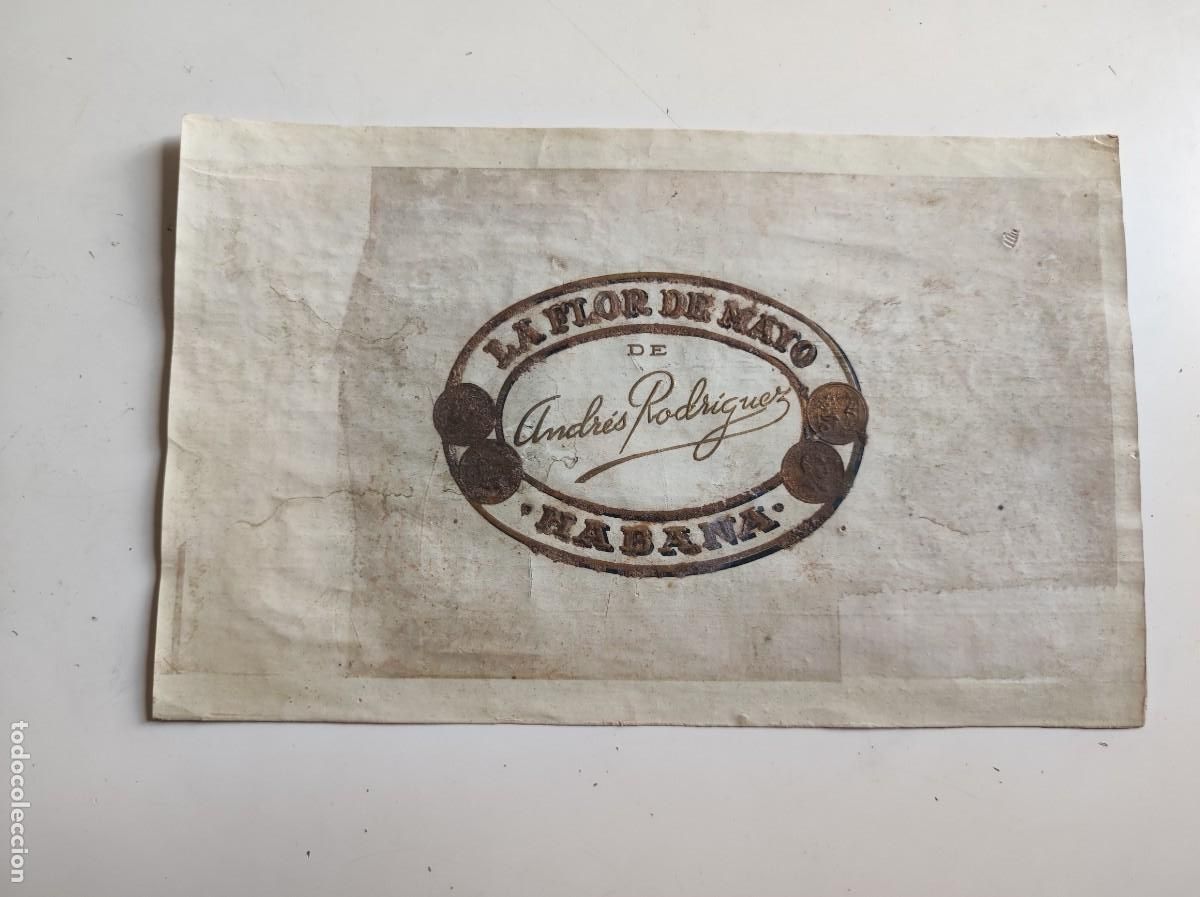 LA FLOR DE MAYO
DE
Andrés Rodriguez
· HABANA ·
todocoleccion